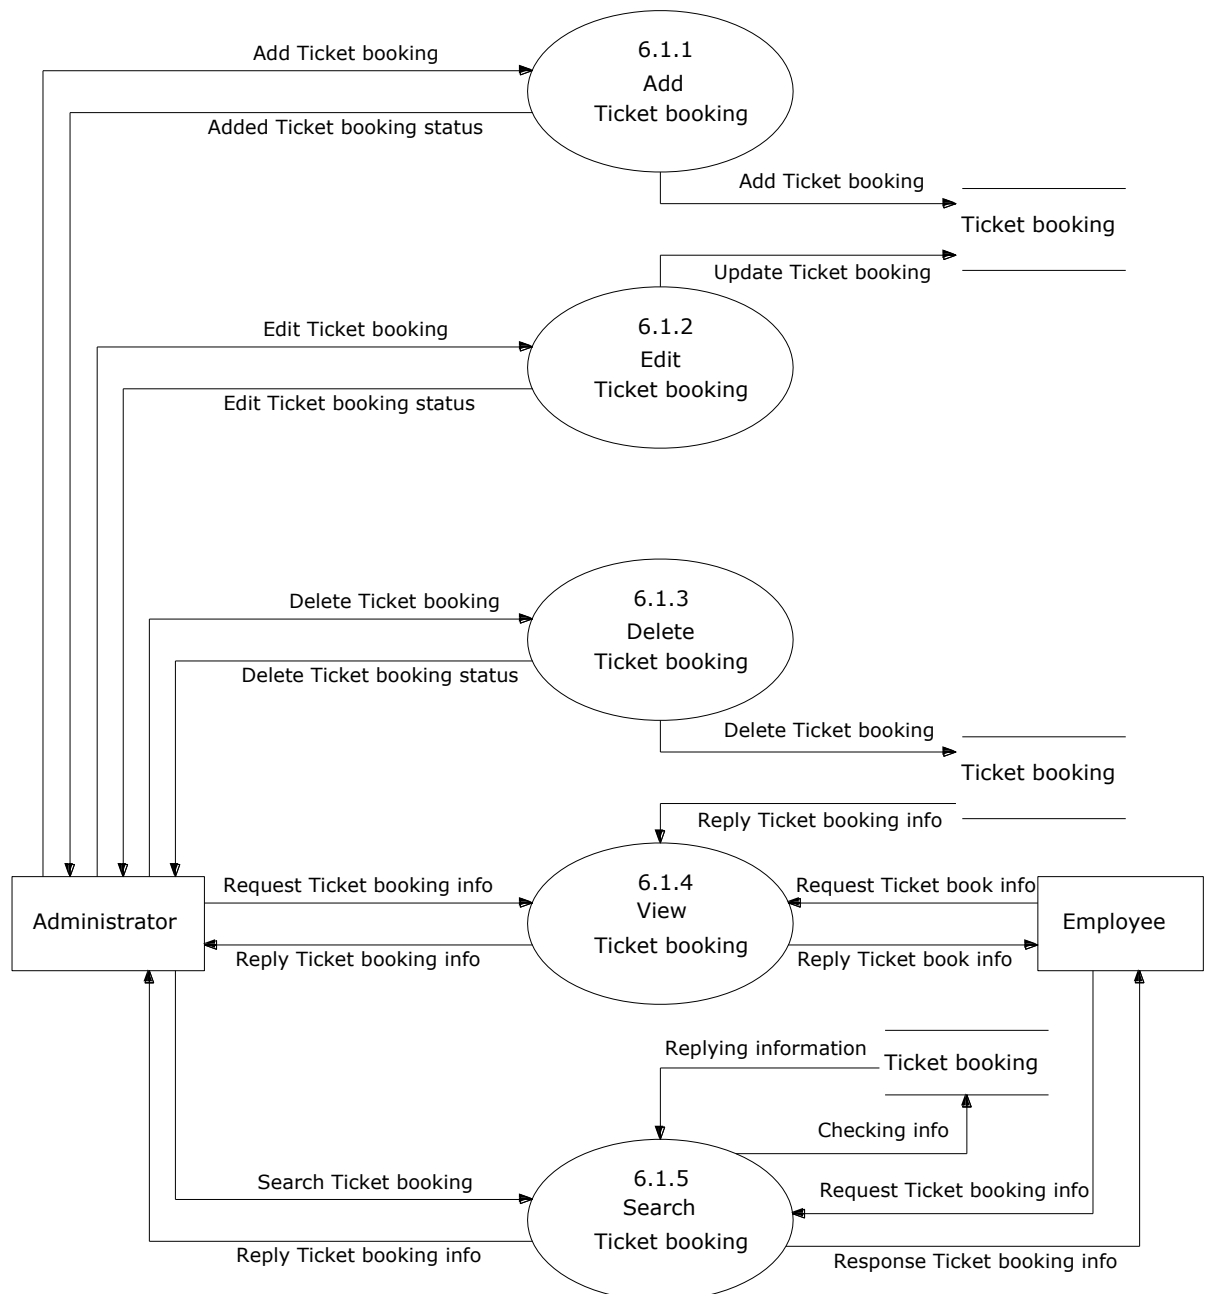 6.1.1
Add Ticket booking
Add
Ticket booking
Added Ticket booking status
Add Ticket booking
Ticket booking
Update Ticket booking
6.1.2
Edit Ticket booking
Edit
Ticket booking
Edit Ticket booking status
6.1.3
Delete Ticket booking
Delete
Ticket booking
Delete Ticket booking status
Delete Ticket booking
Ticket booking
Reply Ticket booking info
6.1.4
Request Ticket booking info
Request Ticket book info
View
Administrator
Employee
Ticket booking
Reply Ticket booking info
Reply Ticket book info
Replying information
Ticket booking
Checking info
6.1.5
Search Ticket booking
Request Ticket booking info
Search
Ticket booking
Reply Ticket booking info
Response Ticket booking info